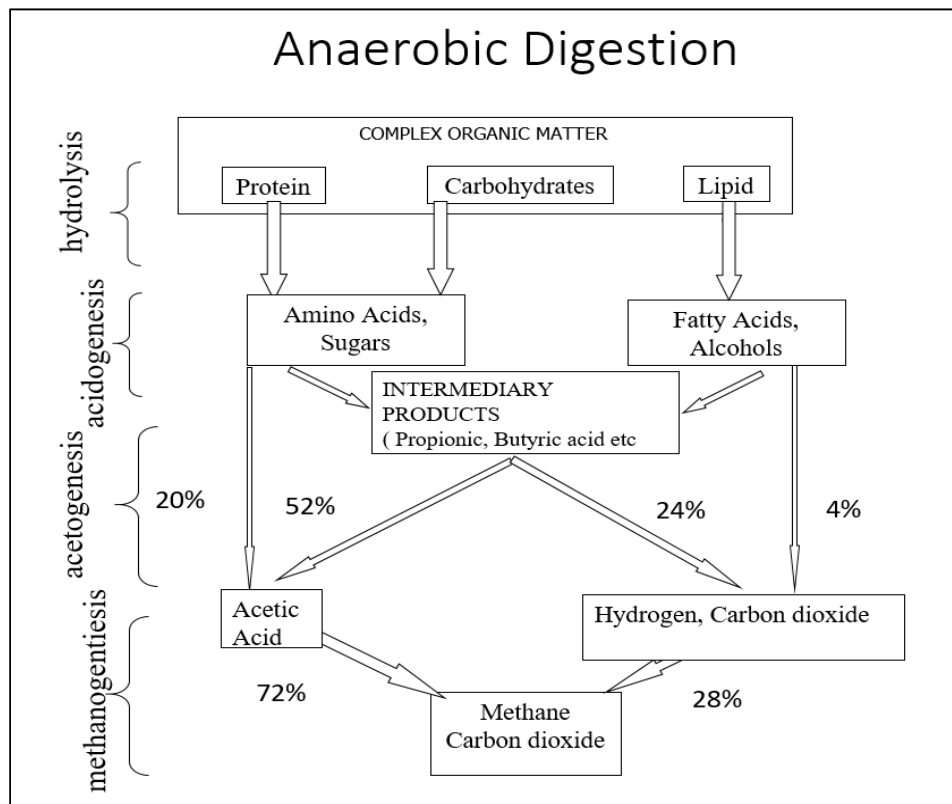 Anaerobic Digestion
COMPLEX ORGANIC MATTER
hydrolysis
Protein
Carbohydrates
Lipid
acidogenesis
Amino Acids,
Sugars
Fatty Acids,
Alcohols
INTERMEDIARY
PRODUCTS
( Propionic, Butyric acid etc
acetogenesis
20%
52%
24%
4%
Acetic
Acid
Hydrogen, Carbon dioxide
methanogentiesis
72%
28%
Methane
Carbon dioxide